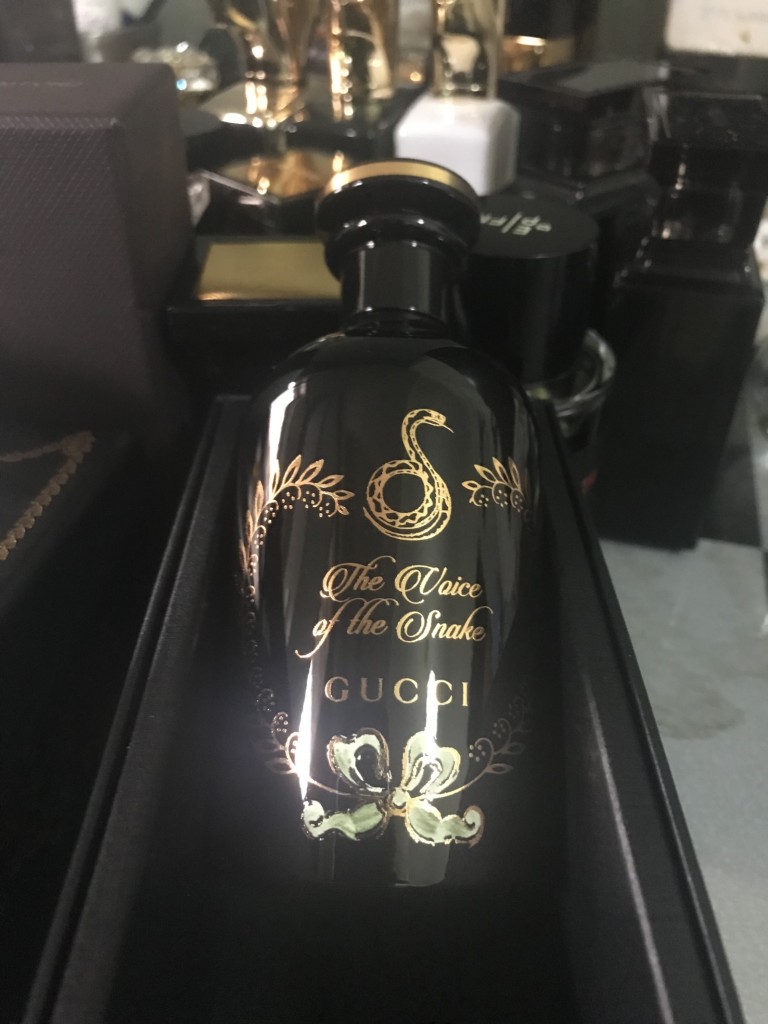 The Voice
of the Snake
GUCCI